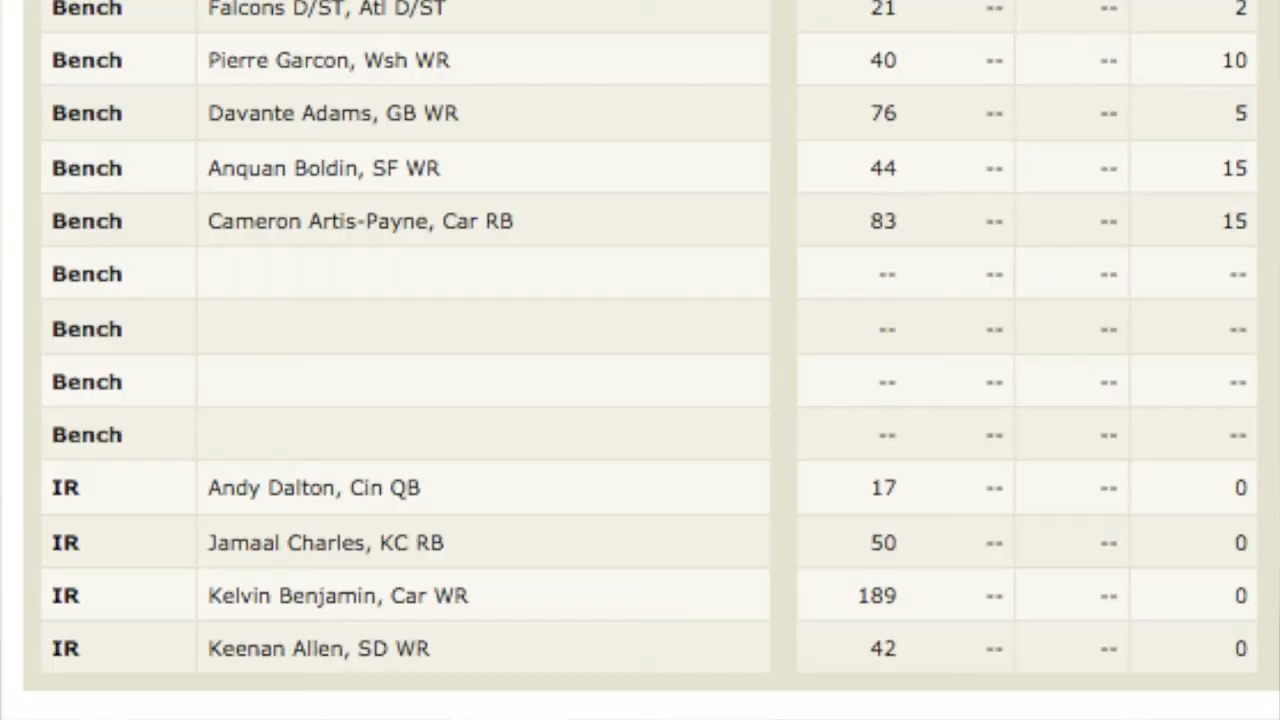 Bench Falcons D/ST, Atl D/ST 21 -- -- 2
Bench Pierre Garcon, Wsh WR 40 -- -- 10
Bench Davante Adams, GB WR 76 -- -- 5
Bench Anquan Boldin, SF WR 44 -- -- 15
Bench Cameron Artis-Payne, Car RB 83 -- -- 15
Bench -- -- -- --
Bench -- -- -- --
Bench -- -- -- --
Bench -- -- -- --
IR Andy Dalton, Cin QB 17 -- -- 0
IR Jamaal Charles, KC RB 50 -- -- 0
IR Kelvin Benjamin, Car WR 189 -- -- 0
IR Keenan Allen, SD WR 42 -- -- 0